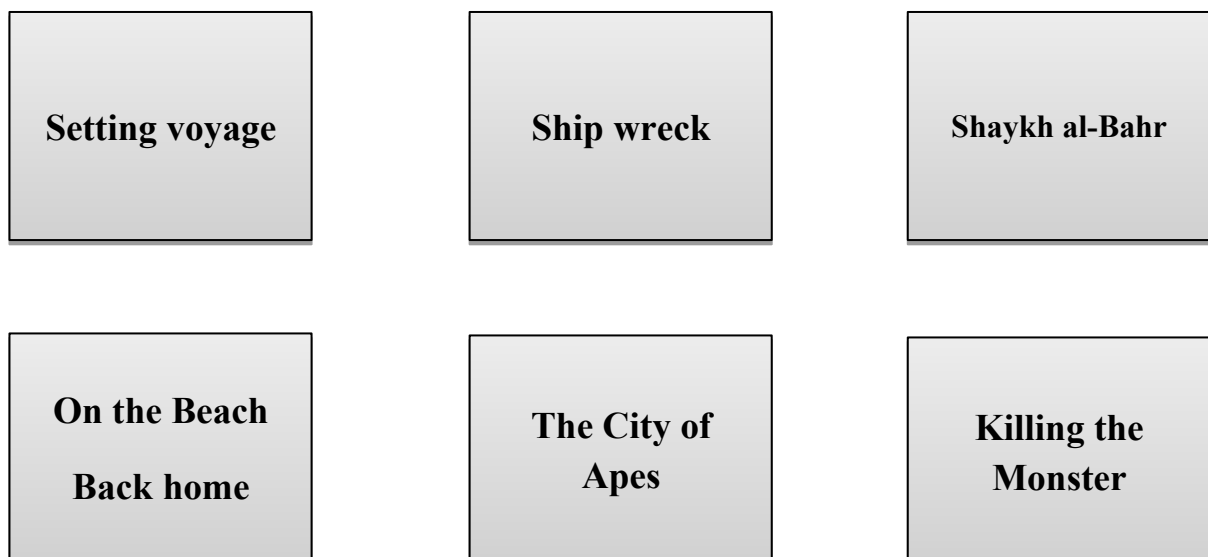 Setting voyage
Ship wreck
Shaykh al-Bahr
On the Beach
Back home
The City of
Apes
Killing the
Monster